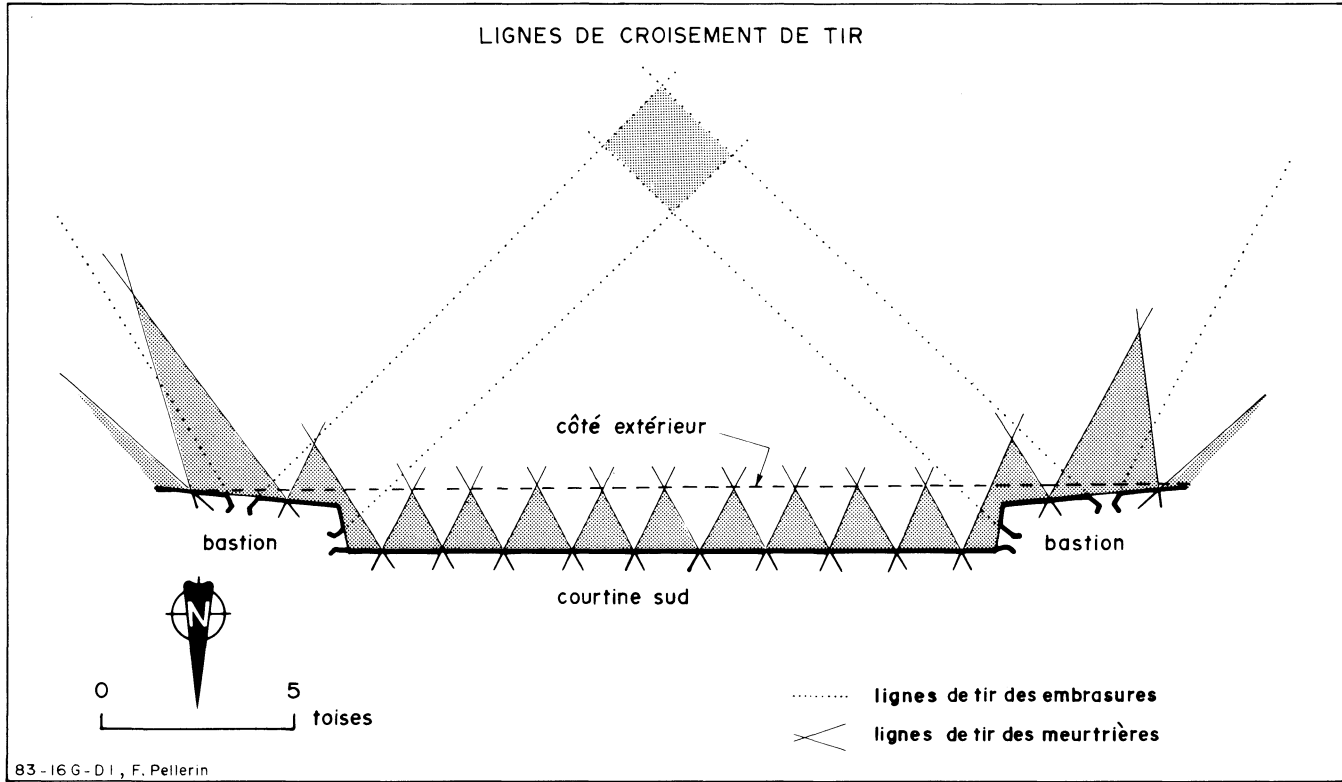 LIGNES DE CROISEMENT DE TIR
côté extérieur
bastion
bastion
courtine sud
N
0 5
toises
lignes de tir des embrasures
lignes de tir des meurtrières
83-16G-D1, F. Pellerin